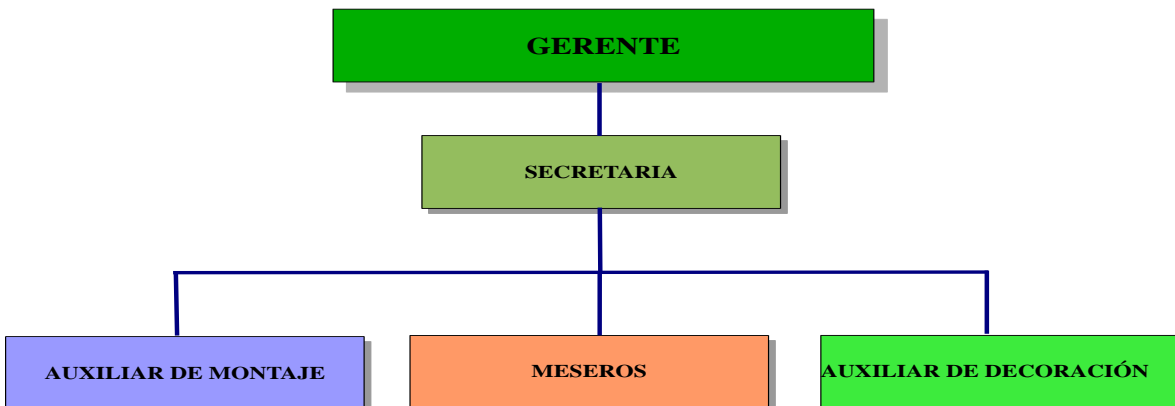 GERENTE
SECRETARIA
AUXILIAR DE MONTAJE
MESEROS
AUXILIAR DE DECORACIÓN